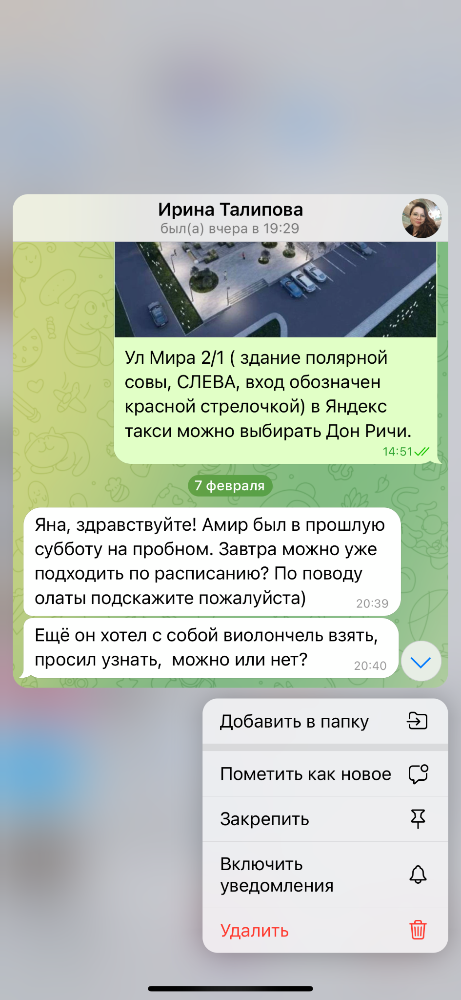 Ирина Талипова
был(а) вчера в 19:29
Ул Мира 2/1 ( здание полярной
совы, СЛЕВА, вход обозначен
красной стрелочкой) в Яндекс
такси можно выбирать Дон Ричи.
14:51
7 февраля
Яна, здравствуйте! Амир был в прошлую
субботу на пробном. Завтра можно уже
подходить по расписанию? По поводу
олаты подскажите пожалуйста)
20:39
Ещё он хотел с собой виолончель взять,
просил узнать,  можно или нет?
20:40
Добавить в папку
Пометить как новое
Закрепить
Включить
уведомления
Удалить